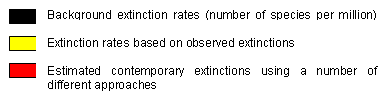 Background extinction rates (number of species per million)
Extinction rates based on observed extinctions
Estimated contemporary extinctions using a number of
different approaches